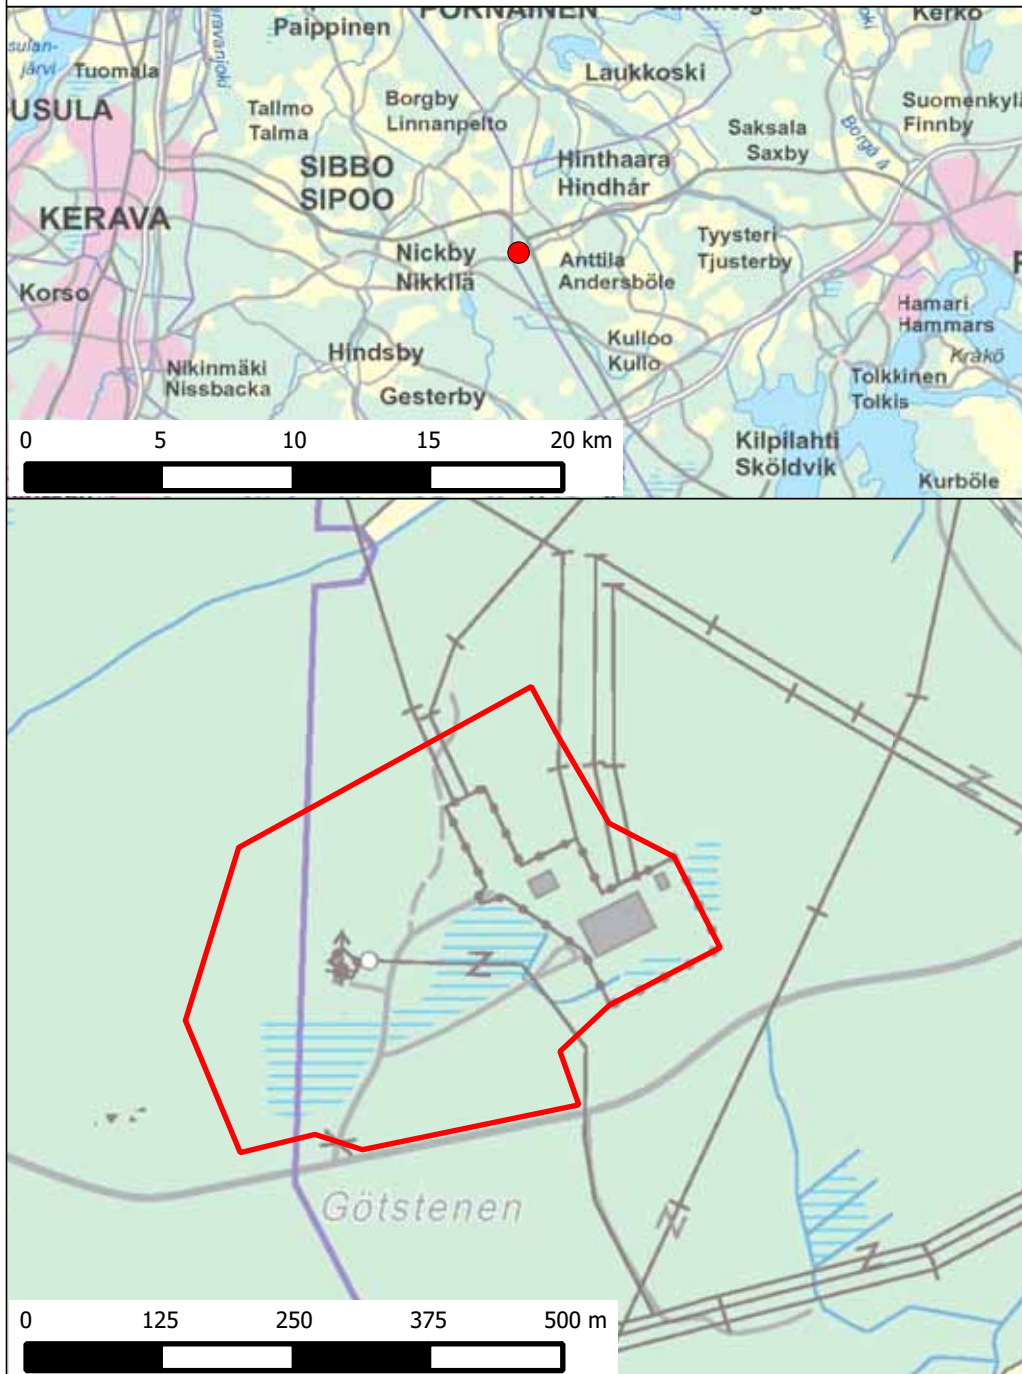 Paippinen
PORNAINEN
Kerko
sulan-
järvi
Tuomala
Laukkoski
USULA
Tallmo
Talma
Borgby
Linnanpelto
Suomenkylä
Finnby
Saksala
Saxby
Borgå å
SIBBO
SIPOO
Hinthaara
Hindhår
KERAVA
Nickby
Nikkilä
Anttila
Andersböle
Tyysteri
Tjusterby
Korso
Hamari
Hammars
Kulloo
Kullo
Kråkö
Hindsby
Nikinmäki
Nissbacka
Gesterby
Tolkkinen
Tolkis
Kilpilahti
Sköldvik
Kurböle
0 5 10 15 20 km
Götstenen
0 125 250 375 500 m